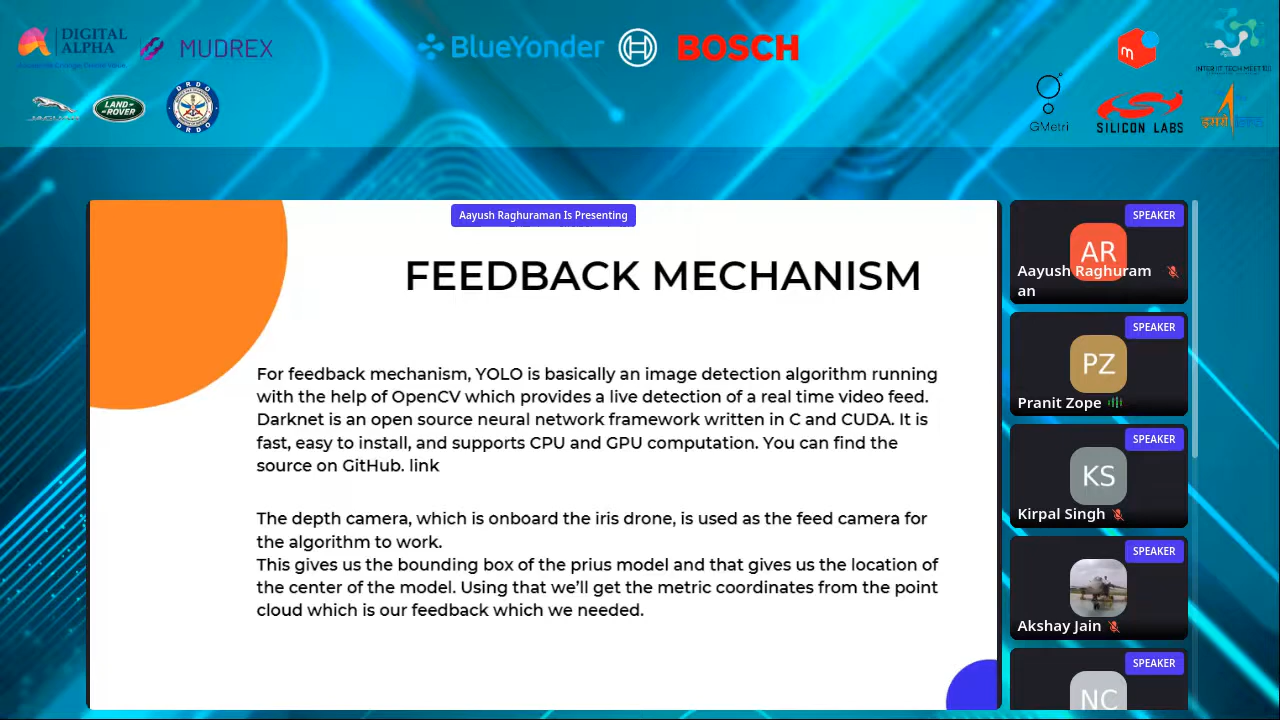 DIGITAL
ALPHA
MUDREX
BlueYonder
BOSCH
m
INTER IIT TECH MEET
JAGUAR
LAND-
ROVER
DRDO
DRDO
GMetri
SILICON LABS
इसरो
Aayush Raghuraman Is Presenting
FEEDBACK MECHANISM
For feedback mechanism, YOLO is basically an image detection algorithm running
with the help of OpenCV which provides a live detection of a real time video feed.
Darknet is an open source neural network framework written in C and CUDA. It is
fast, easy to install, and supports CPU and GPU computation. You can find the
source on GitHub. link
The depth camera, which is onboard the iris drone, is used as the feed camera for
the algorithm to work.
This gives us the bounding box of the prius model and that gives us the location of
the center of the model. Using that we'll get the metric coordinates from the point
cloud which is our feedback which we needed.
SPEAKER
AR
Aayush Raghuram
an
SPEAKER
PZ
Pranit Zope
SPEAKER
KS
Kirpal Singh
SPEAKER
Akshay Jain
SPEAKER
NC